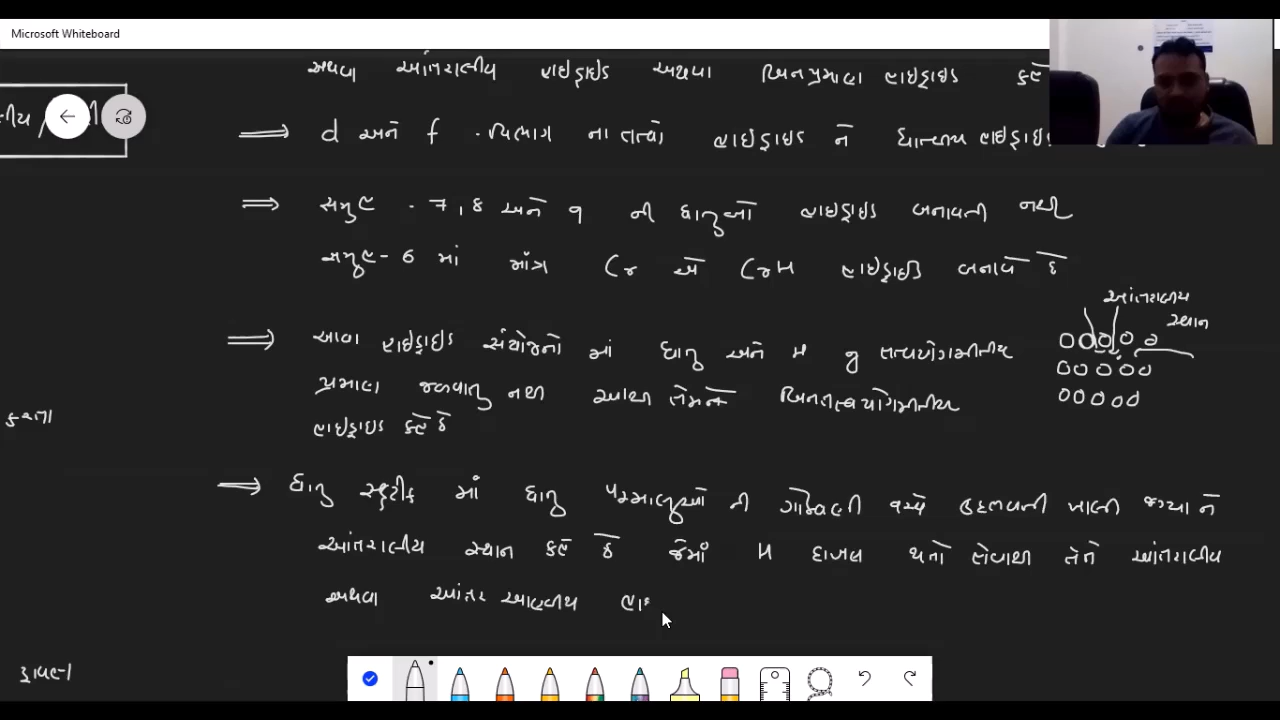 Microsoft Whiteboard
અથવા આંતરાલીય હાઇડ્રાઇડ અથવા બિનપ્રમાણ હાઇડ્રાઇડ કહે
⟹ d અને f - વિભાગ ના તત્વો હાઇડ્રાઇડ ને ધાત્વીય હાઇડ્રાઇડ
⟹ સમુહ - 7, 8 અને 9 ની ધાતુઓ હાઇડ્રાઇડ બનાવતી નથી
સમુહ - 6 માં માત્ર Cr એ CrH હાઇડ્રાઈડ બનાવે છે
આંતરાલીય
સ્થાન
⟹ આવા હાઇડ્રાઇડ સંયોજનો માં ધાતુ અને H નુ તત્વયોગમીતીય
પ્રમાણ જળવાતુ નથી આથી તેમને બિનતત્વયોગમીતીય
હાઇડ્રાઇડ કહે છે
⟹ ધાતુ સ્ફટીક માં ધાતુ પરમાણુઓ ની ગોઠવણી વચ્ચે ઉદભવતી ખાલી જગ્યા ને
આંતરાલીય સ્થાન કહે છે જેમાં H દાખલ થતો હોવાથી તેને આંતરાલીય
અથવા આંતર આણ્વીય હાઇ